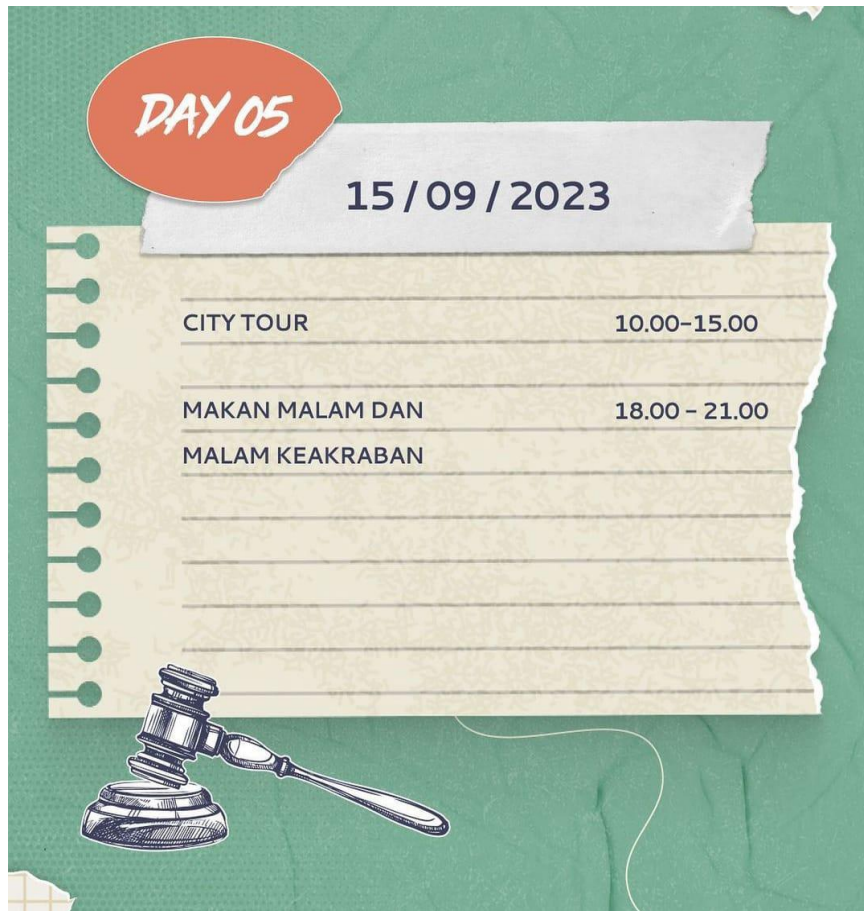 DAY 05
15 / 09 / 2023
CITY TOUR 10.00-15.00
MAKAN MALAM DAN 18.00 - 21.00
MALAM KEAKRABAN